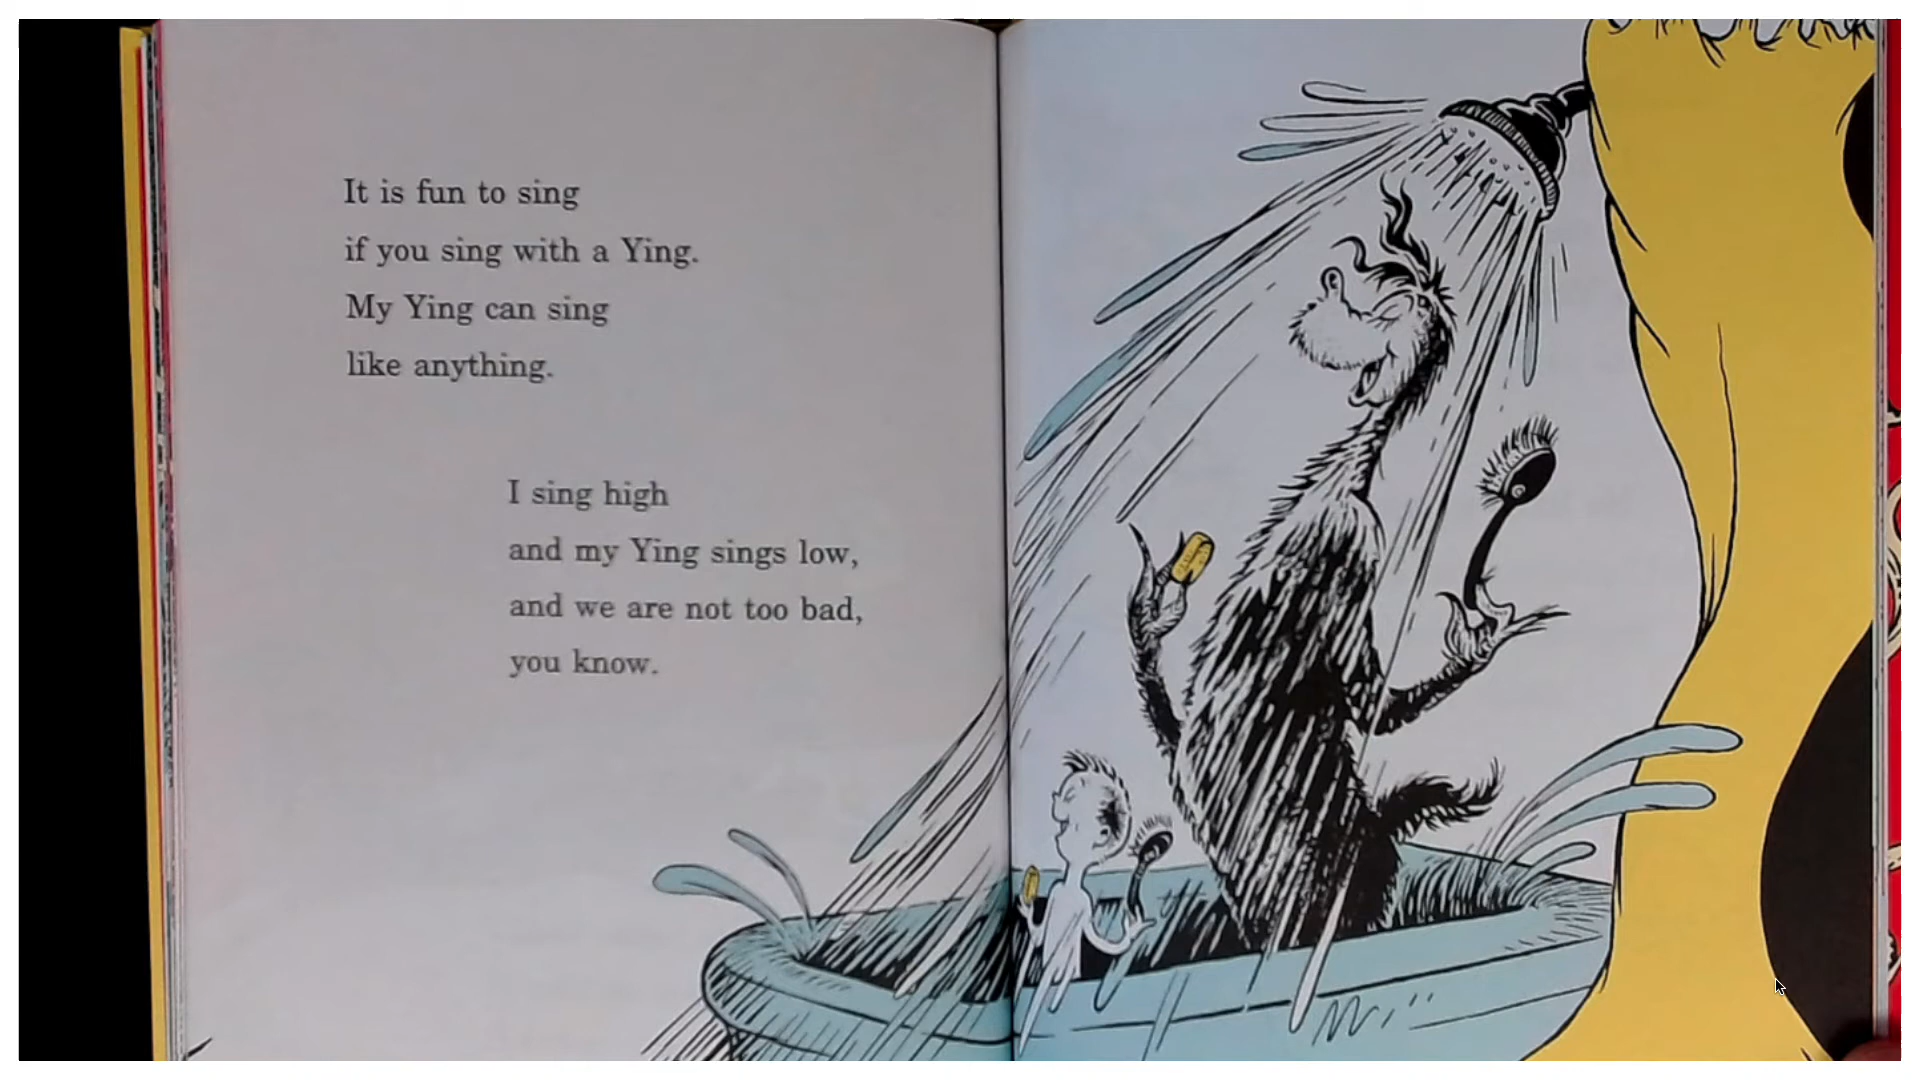 It is fun to sing
if you sing with a Ying.
My Ying can sing
like anything.
I sing high
and my Ying sings low,
and we are not too bad,
you know.